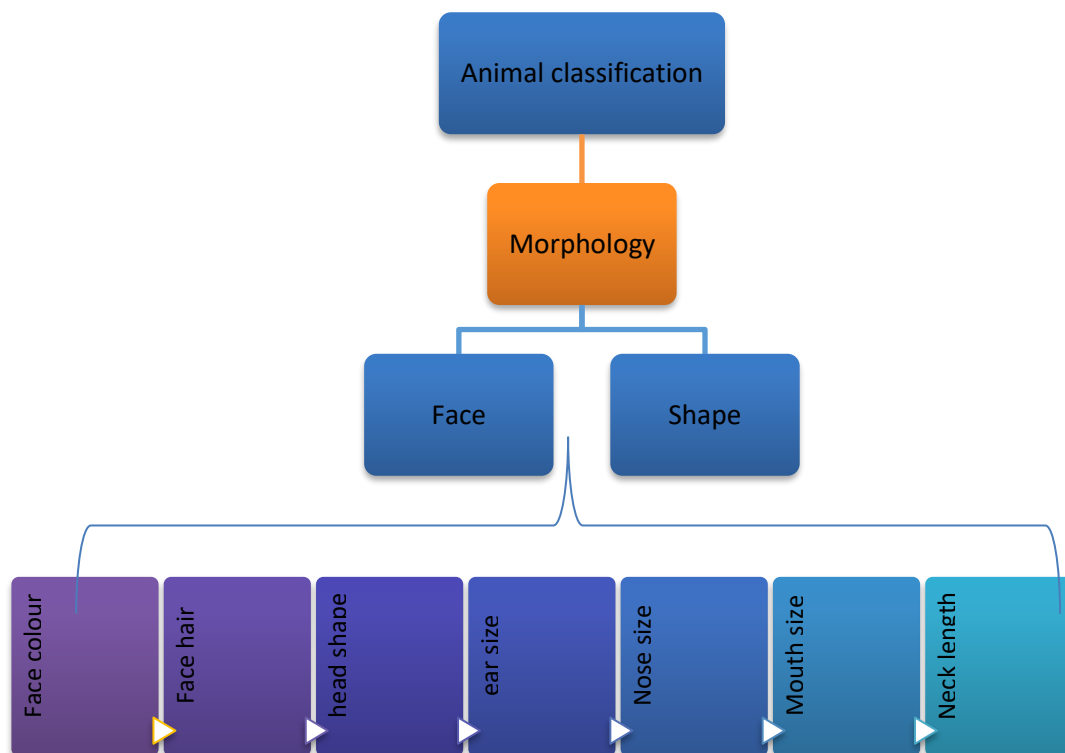 Animal classification
Morphology
Face
Shape
Face colour
Face hair
head shape
ear size
Nose size
Mouth size
Neck length